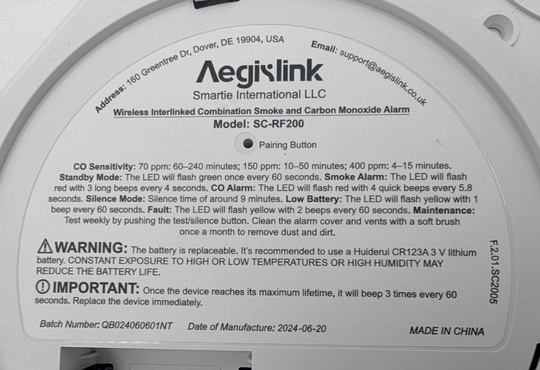 Address: 160 Greentree Dr, Dover, DE 19904, USA
Email: support@aegislink.co.uk
Aegislink
Smartie International LLC
Wireless Interlinked Combination Smoke and Carbon Monoxide Alarm
Model: SC-RF200
Pairing Button
CO Sensitivity: 70 ppm: 60–240 minutes; 150 ppm: 10–50 minutes; 400 ppm: 4–15 minutes.
Standby Mode: The LED will flash green once every 60 seconds. Smoke Alarm: The LED will flash
red with 3 long beeps every 4 seconds. CO Alarm: The LED will flash red with 4 quick beeps every 5.8
seconds. Silence Mode: Silence time of around 9 minutes. Low Battery: The LED will flash yellow with 1
beep every 60 seconds. Fault: The LED will flash yellow with 2 beeps every 60 seconds. Maintenance:
Test weekly by pushing the test/silence button. Clean the alarm cover and vents with a soft brush
once a month to remove dust and dirt.
WARNING: The battery is replaceable. It's recommended to use a Huiderui CR123A 3 V lithium
battery. CONSTANT EXPOSURE TO HIGH OR LOW TEMPERATURES OR HIGH HUMIDITY MAY
REDUCE THE BATTERY LIFE.
IMPORTANT: Once the device reaches its maximum lifetime, it will beep 3 times every 60
seconds. Replace the device immediately.
F.2.01.SC2005
Batch Number: QB024060601NT Date of Manufacture: 2024-06-20
MADE IN CHINA